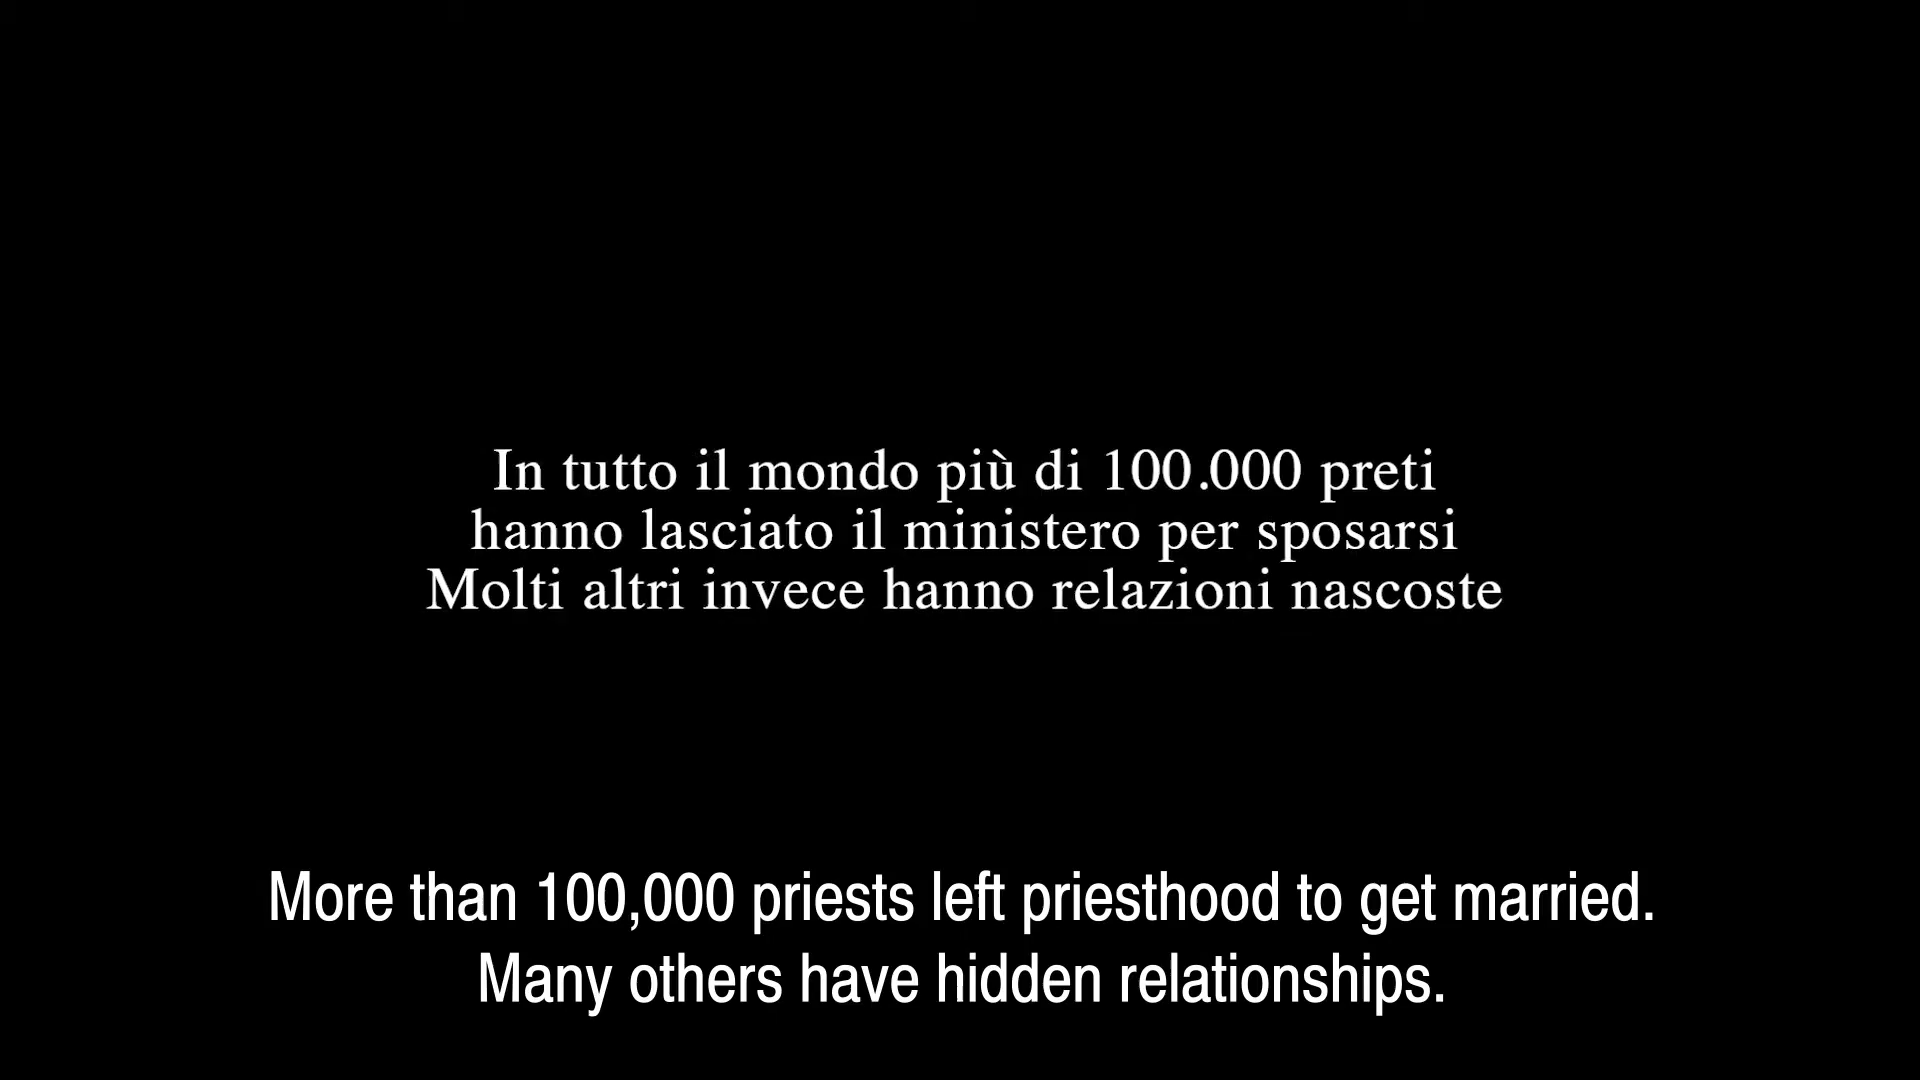 In tutto il mondo più di 100.000 preti
hanno lasciato il ministero per sposarsi
Molti altri invece hanno relazioni nascoste
More than 100,000 priests left priesthood to get married.
Many others have hidden relationships.